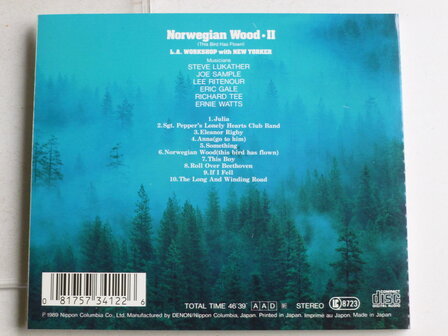 Norwegian Wood · II
(This Bird Has Flown)
L.A. WORKSHOP with NEW YORKER
Musicians
STEVE LUKATHER
JOE SAMPLE
LEE RITENOUR
ERIC GALE
RICHARD TEE
ERNIE WATTS
1.Julia
2.Sgt. Pepper's Lonely Hearts Club Band
3.Eleanor Rigby
4.Anna(go to him)
5.Something
6.Norwegian Wood(this bird has flown)
7.This Boy
8.Roll Over Beethoven
9.If I Fell
10.The Long And Winding Road
0 81757 34122 6
TOTAL TIME 46'39 AAD STEREO 8723 COMPACT disc DIGITAL AUDIO
℗ 1989 Nippon Columbia Co., Ltd. Manufactured by DENON/Nippon Columbia, Japan. Printed in Japan. Imprimé au Japon. Made in Japan.